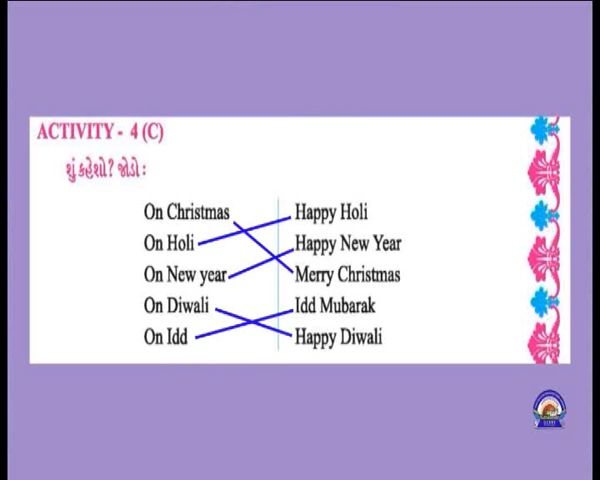 ACTIVITY - 4 (C)
શું કહેશો? જોડો :
On Christmas Happy Holi
On Holi Happy New Year
On New year Merry Christmas
On Diwali Idd Mubarak
On Idd Happy Diwali